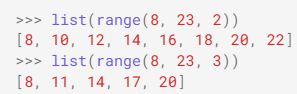 >>> list(range(8, 23, 2))
[8, 10, 12, 14, 16, 18, 20, 22]
>>> list(range(8, 23, 3))
[8, 11, 14, 17, 20]